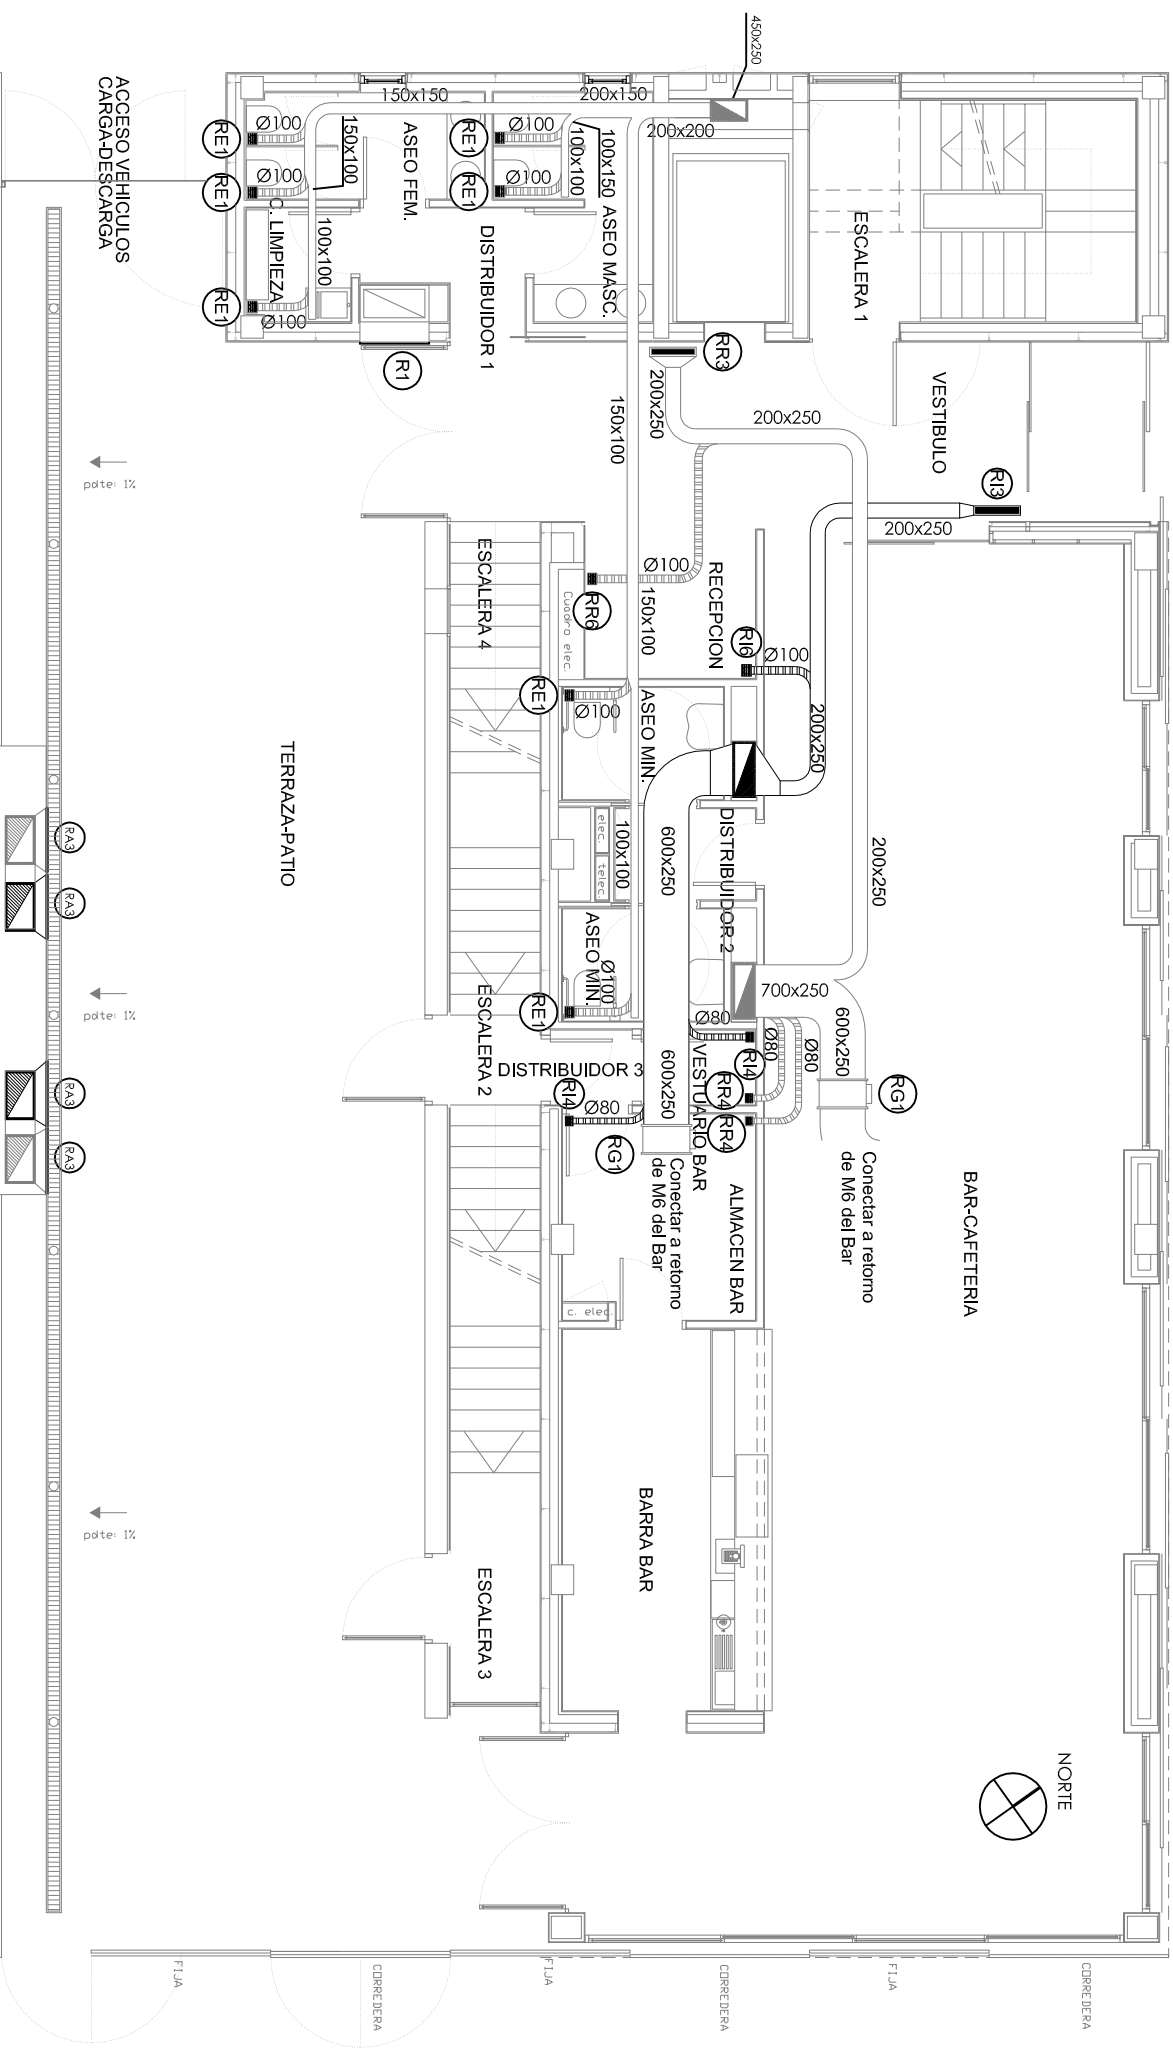 450x250
150x150
200x150
200x200
Ø100
Ø100
Ø100
Ø100
RE1
RE1
RE1
RE1
150x100
100x150
100x100
ASEO FEM.
ACCESO VEHICULOS
CARGA-DESCARGA
C. LIMPIEZA
100x100
DISTRIBUIDOR 1
ASEO MASC.
ESCALERA 1
RE1
Ø100
R1
RR3
200x250
200x250
VESTIBULO
150x100
pdte: 1%
RI3
200x250
ESCALERA 4
Cuadro elec.
Ø100
RR6
150x100
RECEPCION
RI6
Ø100
RE1
Ø100
ASEO MIN.
200x250
TERRAZA-PATIO
RA3
RA3
elec.
telec.
100x100
600x250
DISTRIBUIDOR 2
200x250
ASEO MIN.
Ø100
RE1
700x250
pdte: 1%
ESCALERA 2
Ø80
Ø80
Ø80
600x250
DISTRIBUIDOR 3
600x250
VESTUARIO BAR
RI4
RI4
RR4
RR4
Ø80
RG1
RG1
RA3
RA3
Conectar a retorno
de M6 del Bar
Conectar a retorno
de M6 del Bar
ALMACEN BAR
BAR-CAFETERIA
c. elec.
BARRA BAR
pdte: 1%
ESCALERA 3
NORTE
FIJA
CORREDERA
FIJA
CORREDERA
FIJA
CORREDERA